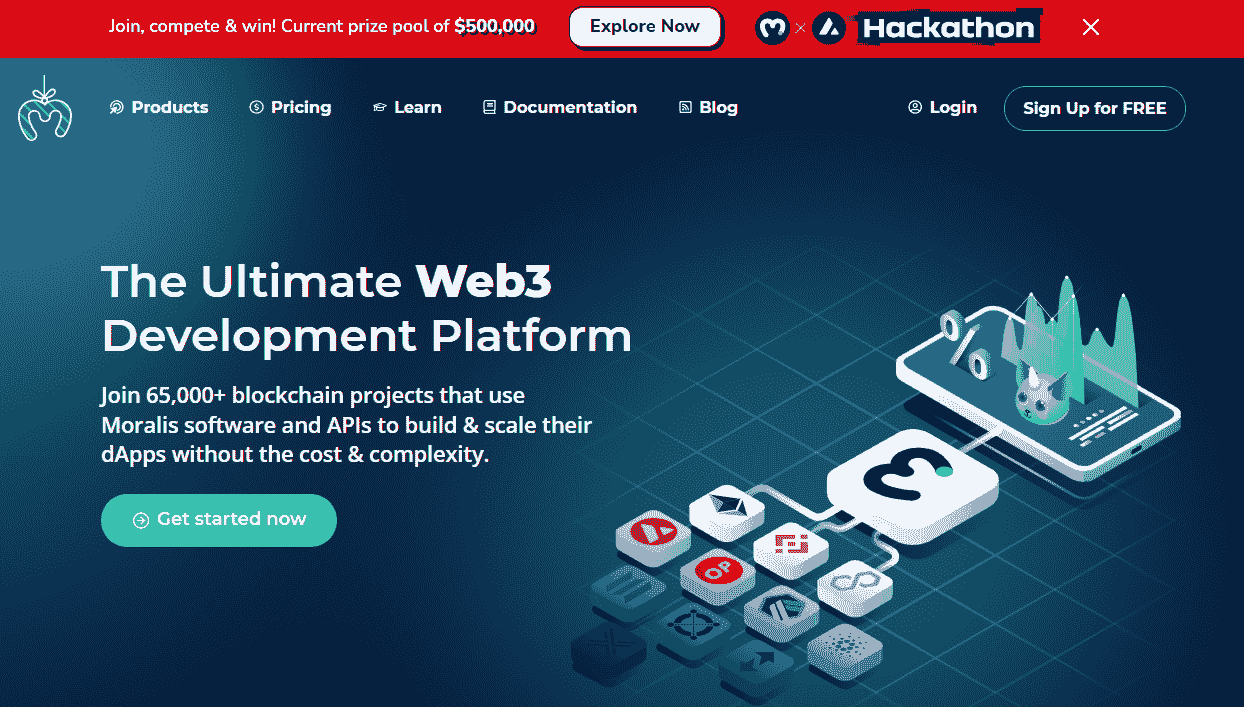 Join, compete & win! Current prize pool of $500,000
Explore Now
Hackathon
Products
Pricing
Learn
Documentation
Blog
Login
Sign Up for FREE
The Ultimate Web3
Development Platform
Join 65,000+ blockchain projects that use
Moralis software and APIs to build & scale their
dApps without the cost & complexity.
Get started now
%
OP